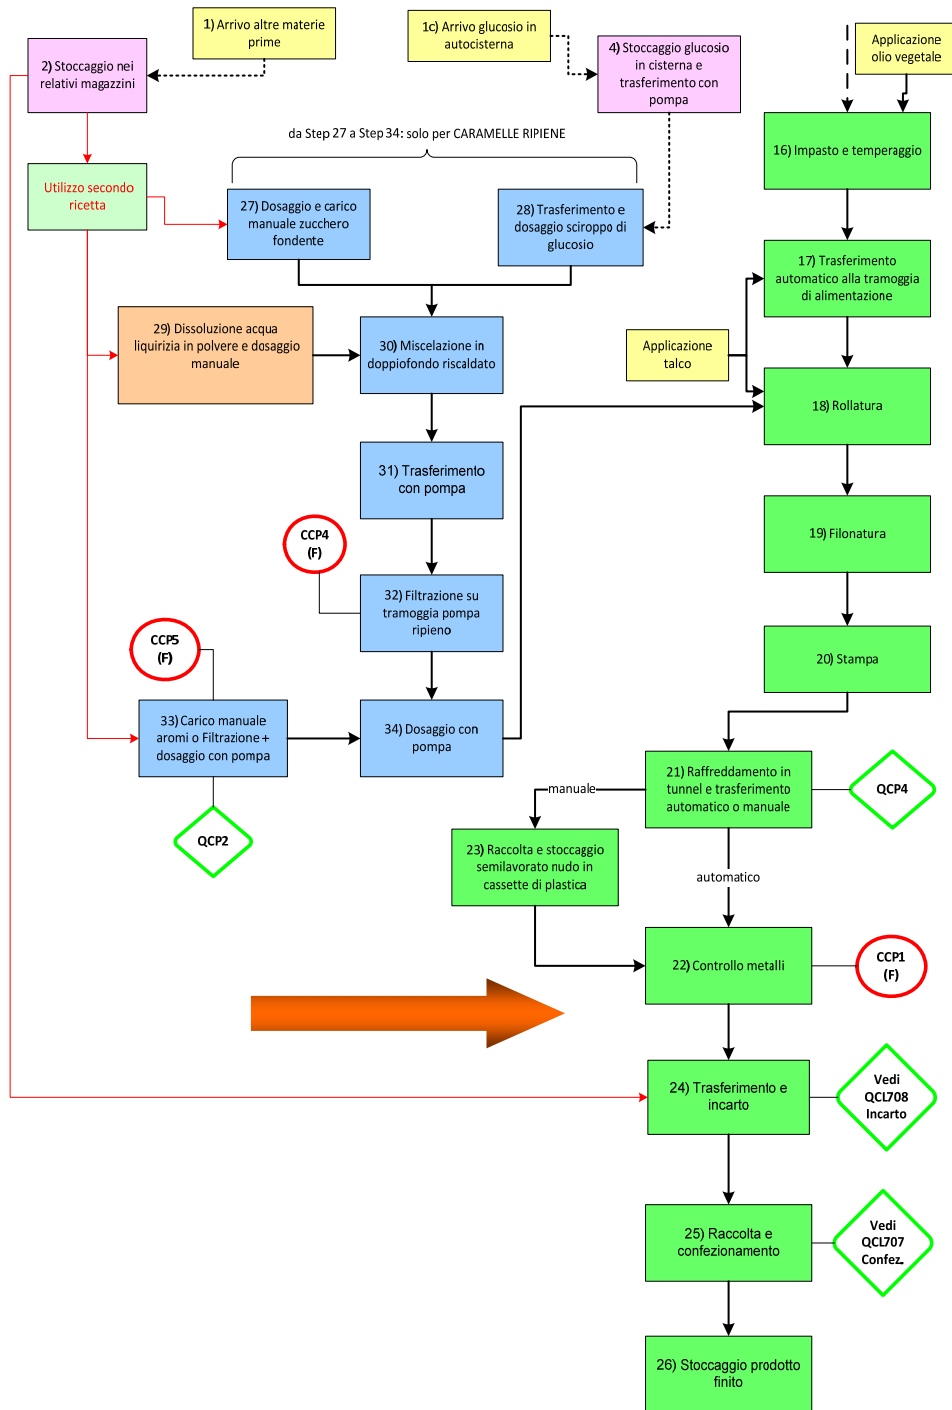 1) Arrivo altre materie
prime
1c) Arrivo glucosio in
autocisterna
Applicazione
olio vegetale
2) Stoccaggio nei
relativi magazzini
4) Stoccaggio glucosio
in cisterna e
trasferimento con
pompa
da Step 27 a Step 34: solo per CARAMELLE RIPIENE
16) Impasto e temperaggio
Utilizzo secondo
ricetta
27) Dosaggio e carico
manuale zucchero
fondente
28) Trasferimento e
dosaggio sciroppo di
glucosio
17) Trasferimento
automatico alla tramoggia
di alimentazione
29) Dissoluzione acqua
liquirizia in polvere e dosaggio
manuale
30) Miscelazione in
doppiofondo riscaldato
Applicazione
talco
18) Rollatura
31) Trasferimento
con pompa
19) Filonatura
CCP4
(F)
32) Filtrazione su
tramoggia pompa
ripieno
CCP5
(F)
20) Stampa
33) Carico manuale
aromi o Filtrazione +
dosaggio con pompa
34) Dosaggio con
pompa
21) Raffreddamento in
tunnel e trasferimento
automatico o manuale
QCP4
manuale
QCP2
23) Raccolta e stoccaggio
semilavorato nudo in
cassette di plastica
automatico
22) Controllo metalli
CCP1
(F)
24) Trasferimento e
incarto
Vedi
QCL708
Incarto
25) Raccolta e
confezionamento
Vedi
QCL707
Confez.
26) Stoccaggio prodotto
finito